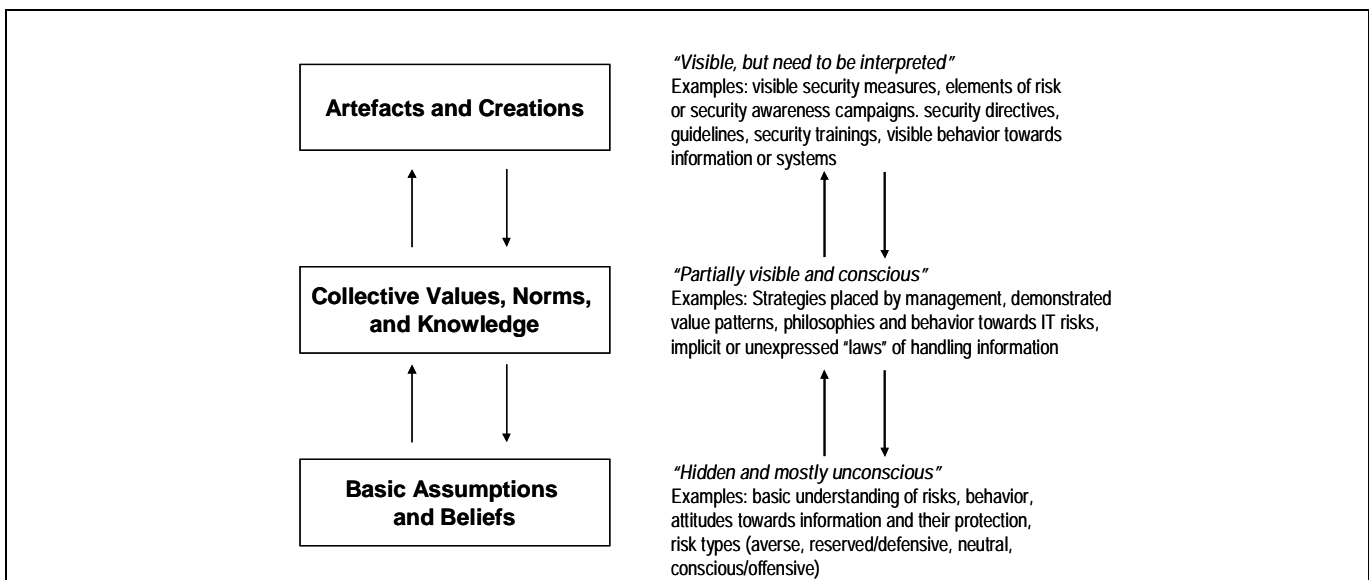 Artefacts and Creations
“Visible, but need to be interpreted”
Examples: visible security measures, elements of risk
or security awareness campaigns. security directives,
guidelines, security trainings, visible behavior towards
information or systems
Collective Values, Norms,
and Knowledge
“Partially visible and conscious”
Examples: Strategies placed by management, demonstrated
value patterns, philosophies and behavior towards IT risks,
implicit or unexpressed “laws” of handling information
Basic Assumptions
and Beliefs
“Hidden and mostly unconscious”
Examples: basic understanding of risks, behavior,
attitudes towards information and their protection,
risk types (averse, reserved/defensive, neutral,
conscious/offensive)